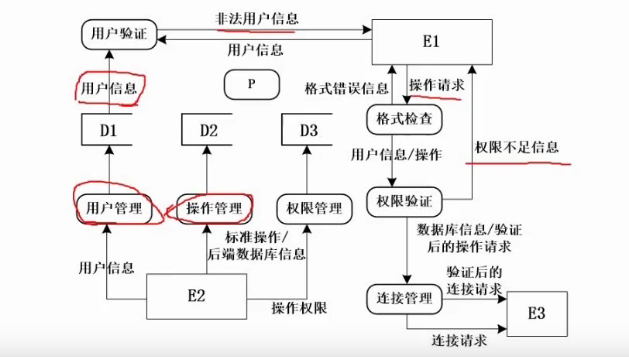 非法用户信息
用户验证
用户信息
E1
用户信息
P
格式错误信息
操作请求
D1
D2
D3
格式检查
权限不足信息
用户信息/操作
用户管理
操作管理
权限管理
权限验证
标准操作/
后端数据库信息
数据库信息/验证
后的操作请求
用户信息
验证后的
连接请求
E2
操作权限
连接管理
E3
连接请求